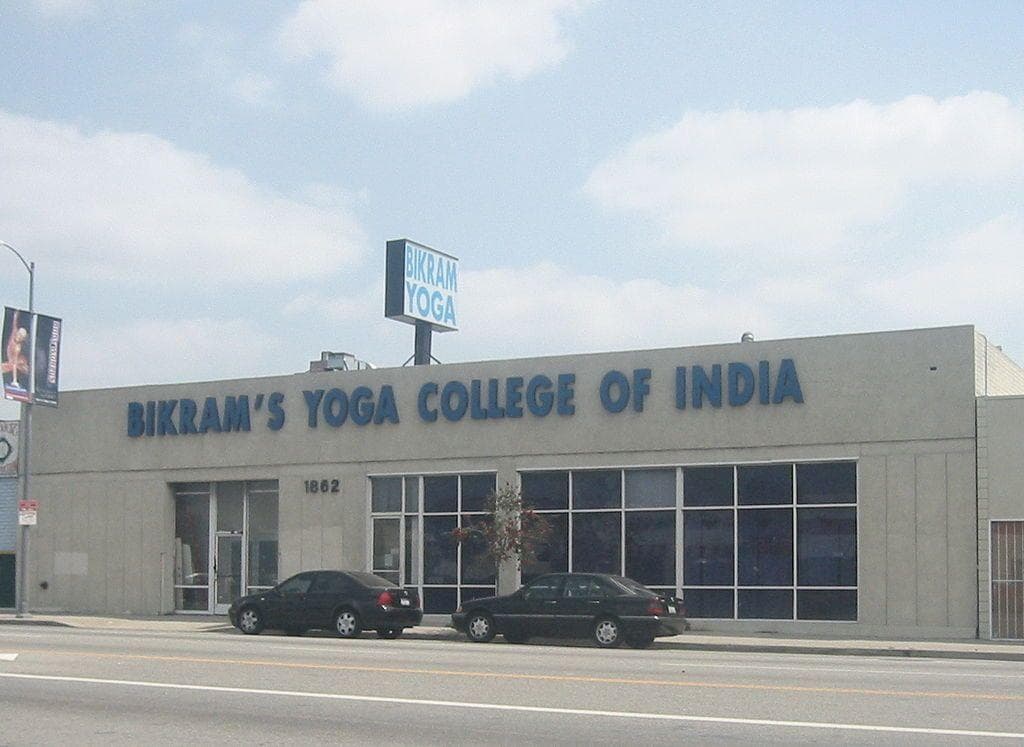 BIKRAM
YOGA
BIKRAM'S YOGA COLLEGE OF INDIA
1862